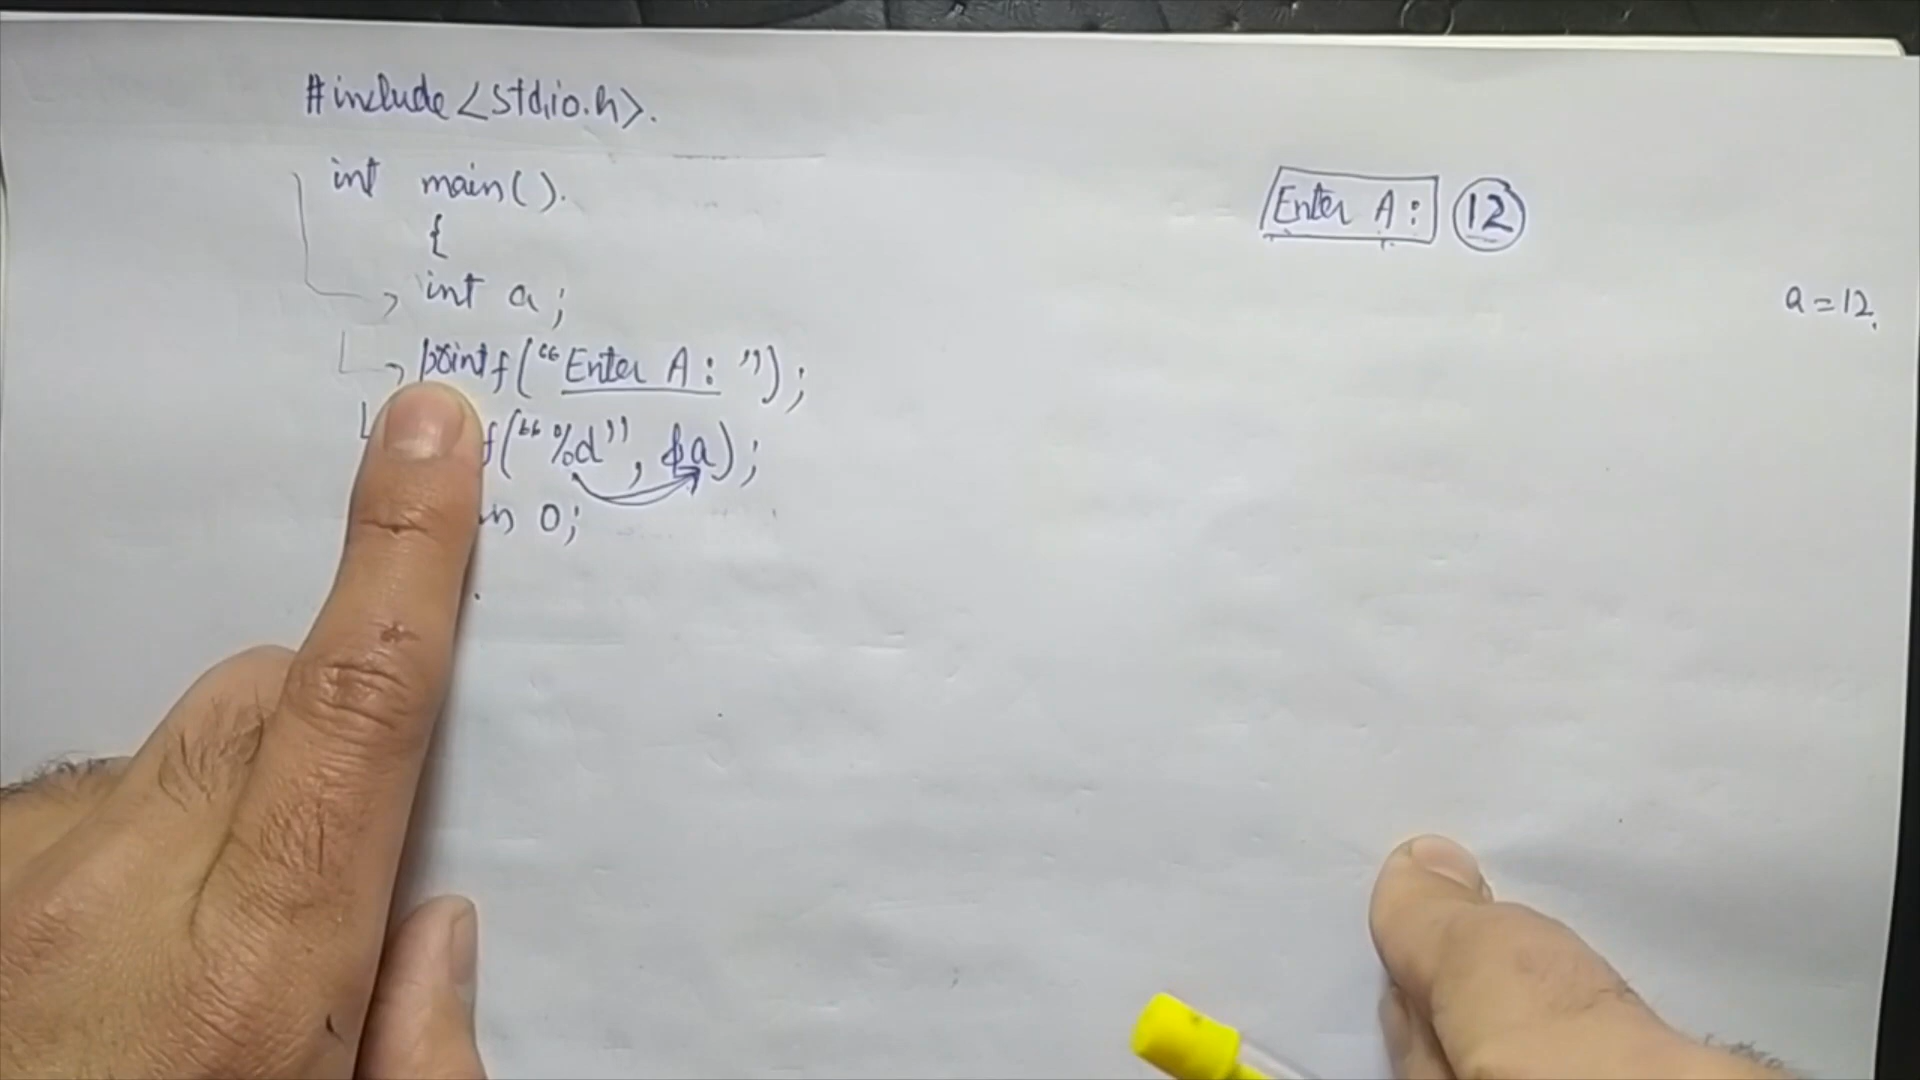 #include <stdio.h>.
int main().
{
int a;
printf("Enter A: ");
f("%d", &a);
0;
Enter A: 12
a = 12.